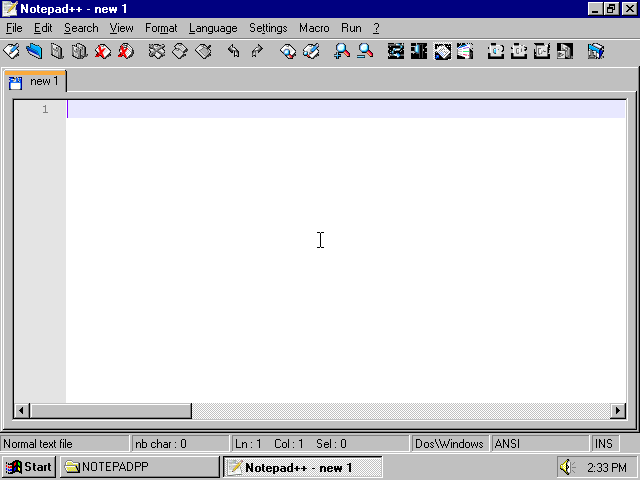 Notepad++ - new 1
File Edit Search View Format Language Settings Macro Run ?
new 1
1
Normal text file nb char : 0 Ln : 1 Col : 1 Sel : 0 Dos\Windows ANSI INS
Start NOTEPADPP Notepad++ - new 1 2:33 PM